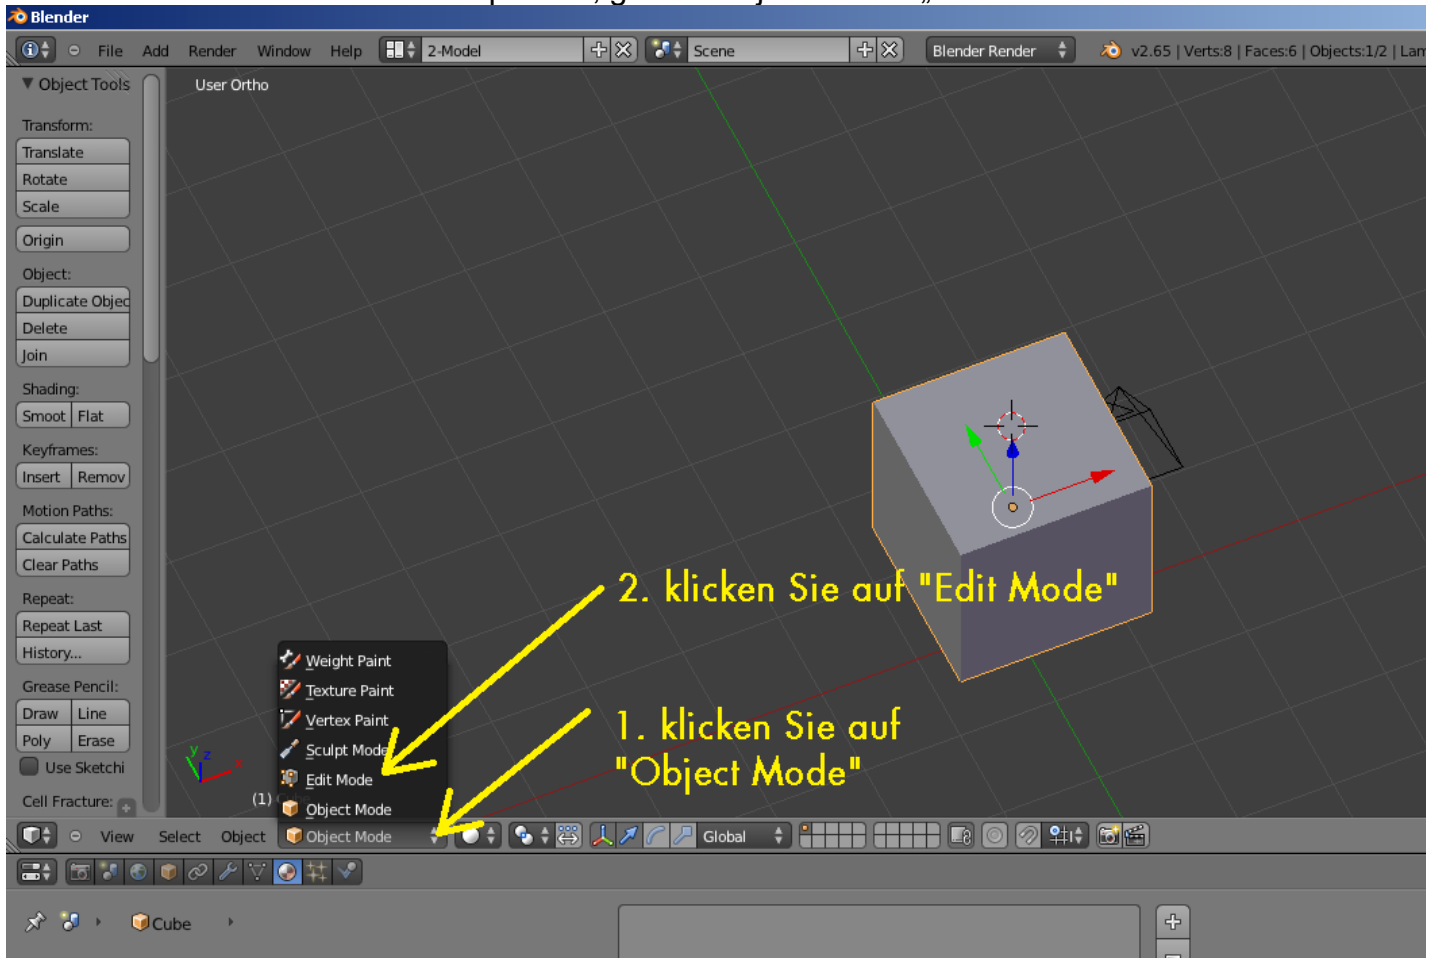 Blender
File Add Render Window Help 2-Model Scene Blender Render v2.65 | Verts:8 | Faces:6 | Objects:1/2 | Lam
Object Tools
User Ortho
Transform:
Translate
Rotate
Scale
Origin
Object:
Duplicate Objec
Delete
Join
Shading:
Smoot Flat
Keyframes:
Insert Remov
Motion Paths:
Calculate Paths
Clear Paths
Repeat:
Repeat Last
History...
Grease Pencil:
Draw Line
Poly Erase
Use Sketchi
Cell Fracture:
2. klicken Sie auf "Edit Mode"
1. klicken Sie auf
"Object Mode"
Weight Paint
Texture Paint
Vertex Paint
Sculpt Mode
Edit Mode
Object Mode
y z x
(1)
View Select Object Object Mode Global
Cube